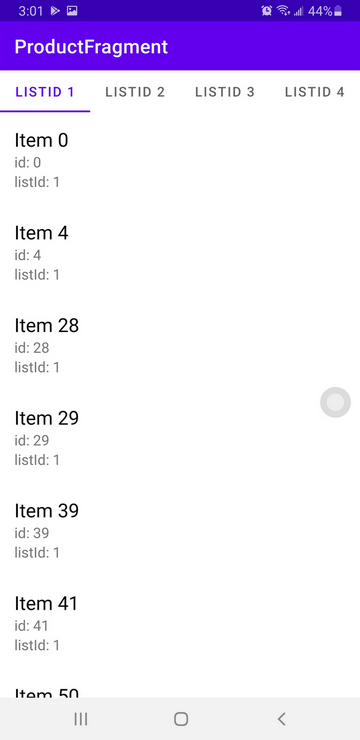 3:01
44%
ProductFragment
LISTID 1 LISTID 2 LISTID 3 LISTID 4
Item 0
id: 0
listId: 1
Item 4
id: 4
listId: 1
Item 28
id: 28
listId: 1
Item 29
id: 29
listId: 1
Item 39
id: 39
listId: 1
Item 41
id: 41
listId: 1
Item 50